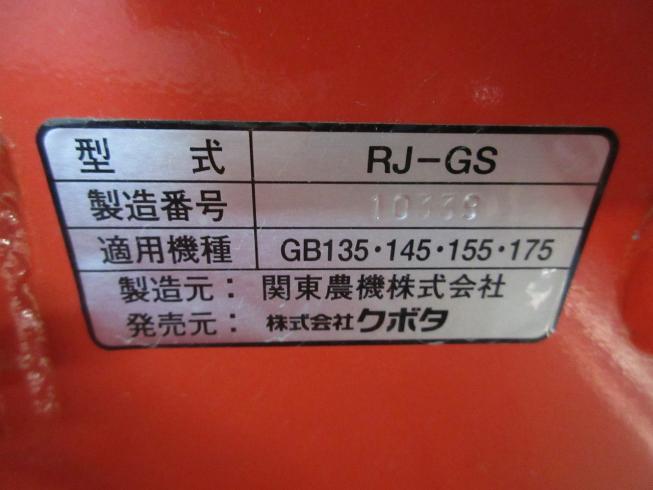 型式 RJ-GS
製造番号 10339
適用機種 GB135・145・155・175
製造元： 関東農機株式会社
発売元： 株式会社クボタ